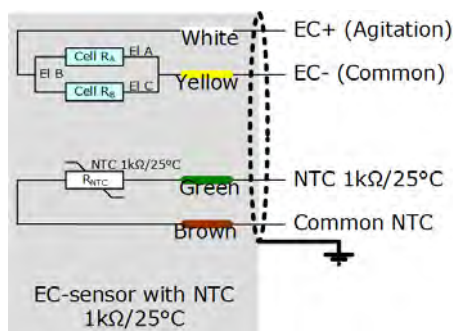 White
EC+ (Agitation)
Cell RA
El A
El B
Yellow
EC- (Common)
Cell RB
El C
NTC 1kΩ/25°C
RNTC
Green
NTC 1kΩ/25°C
Brown
Common NTC
EC-sensor with NTC
1kΩ/25°C